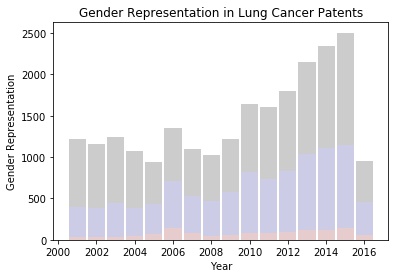 Gender Representation in Lung Cancer Patents
2500
2000
1500
1000
500
0
Gender Representation
2000 2002 2004 2006 2008 2010 2012 2014 2016
Year